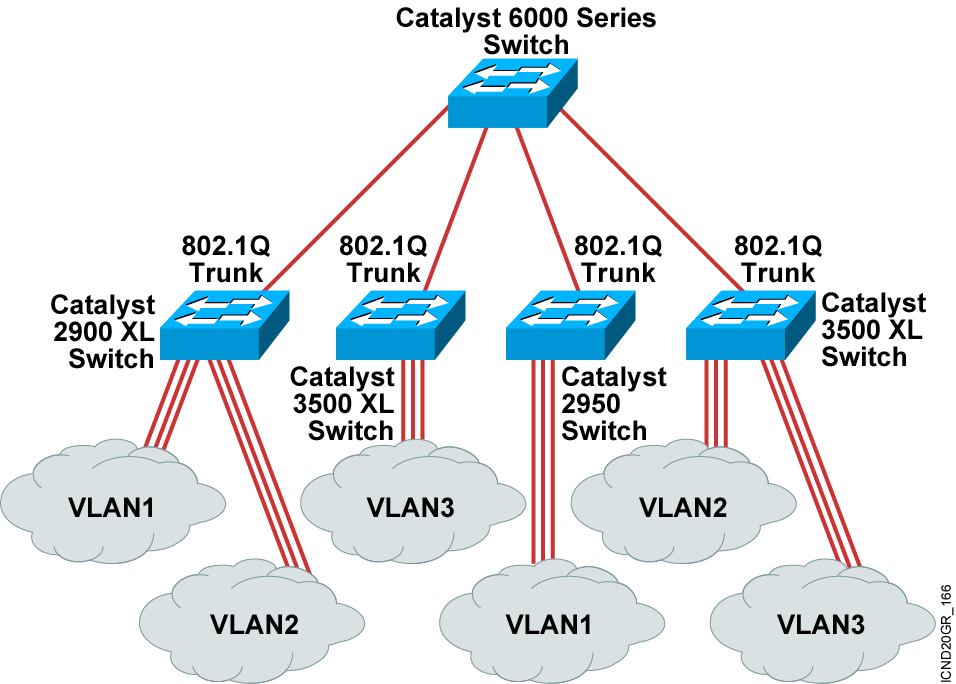 Catalyst 6000 Series
Switch
802.1Q
Trunk
802.1Q
Trunk
802.1Q
Trunk
802.1Q
Trunk
Catalyst
2900 XL
Switch
Catalyst
3500 XL
Switch
Catalyst
2950
Switch
Catalyst
3500 XL
Switch
VLAN1
VLAN3
VLAN2
VLAN2
VLAN1
VLAN3
ICND20GR_166